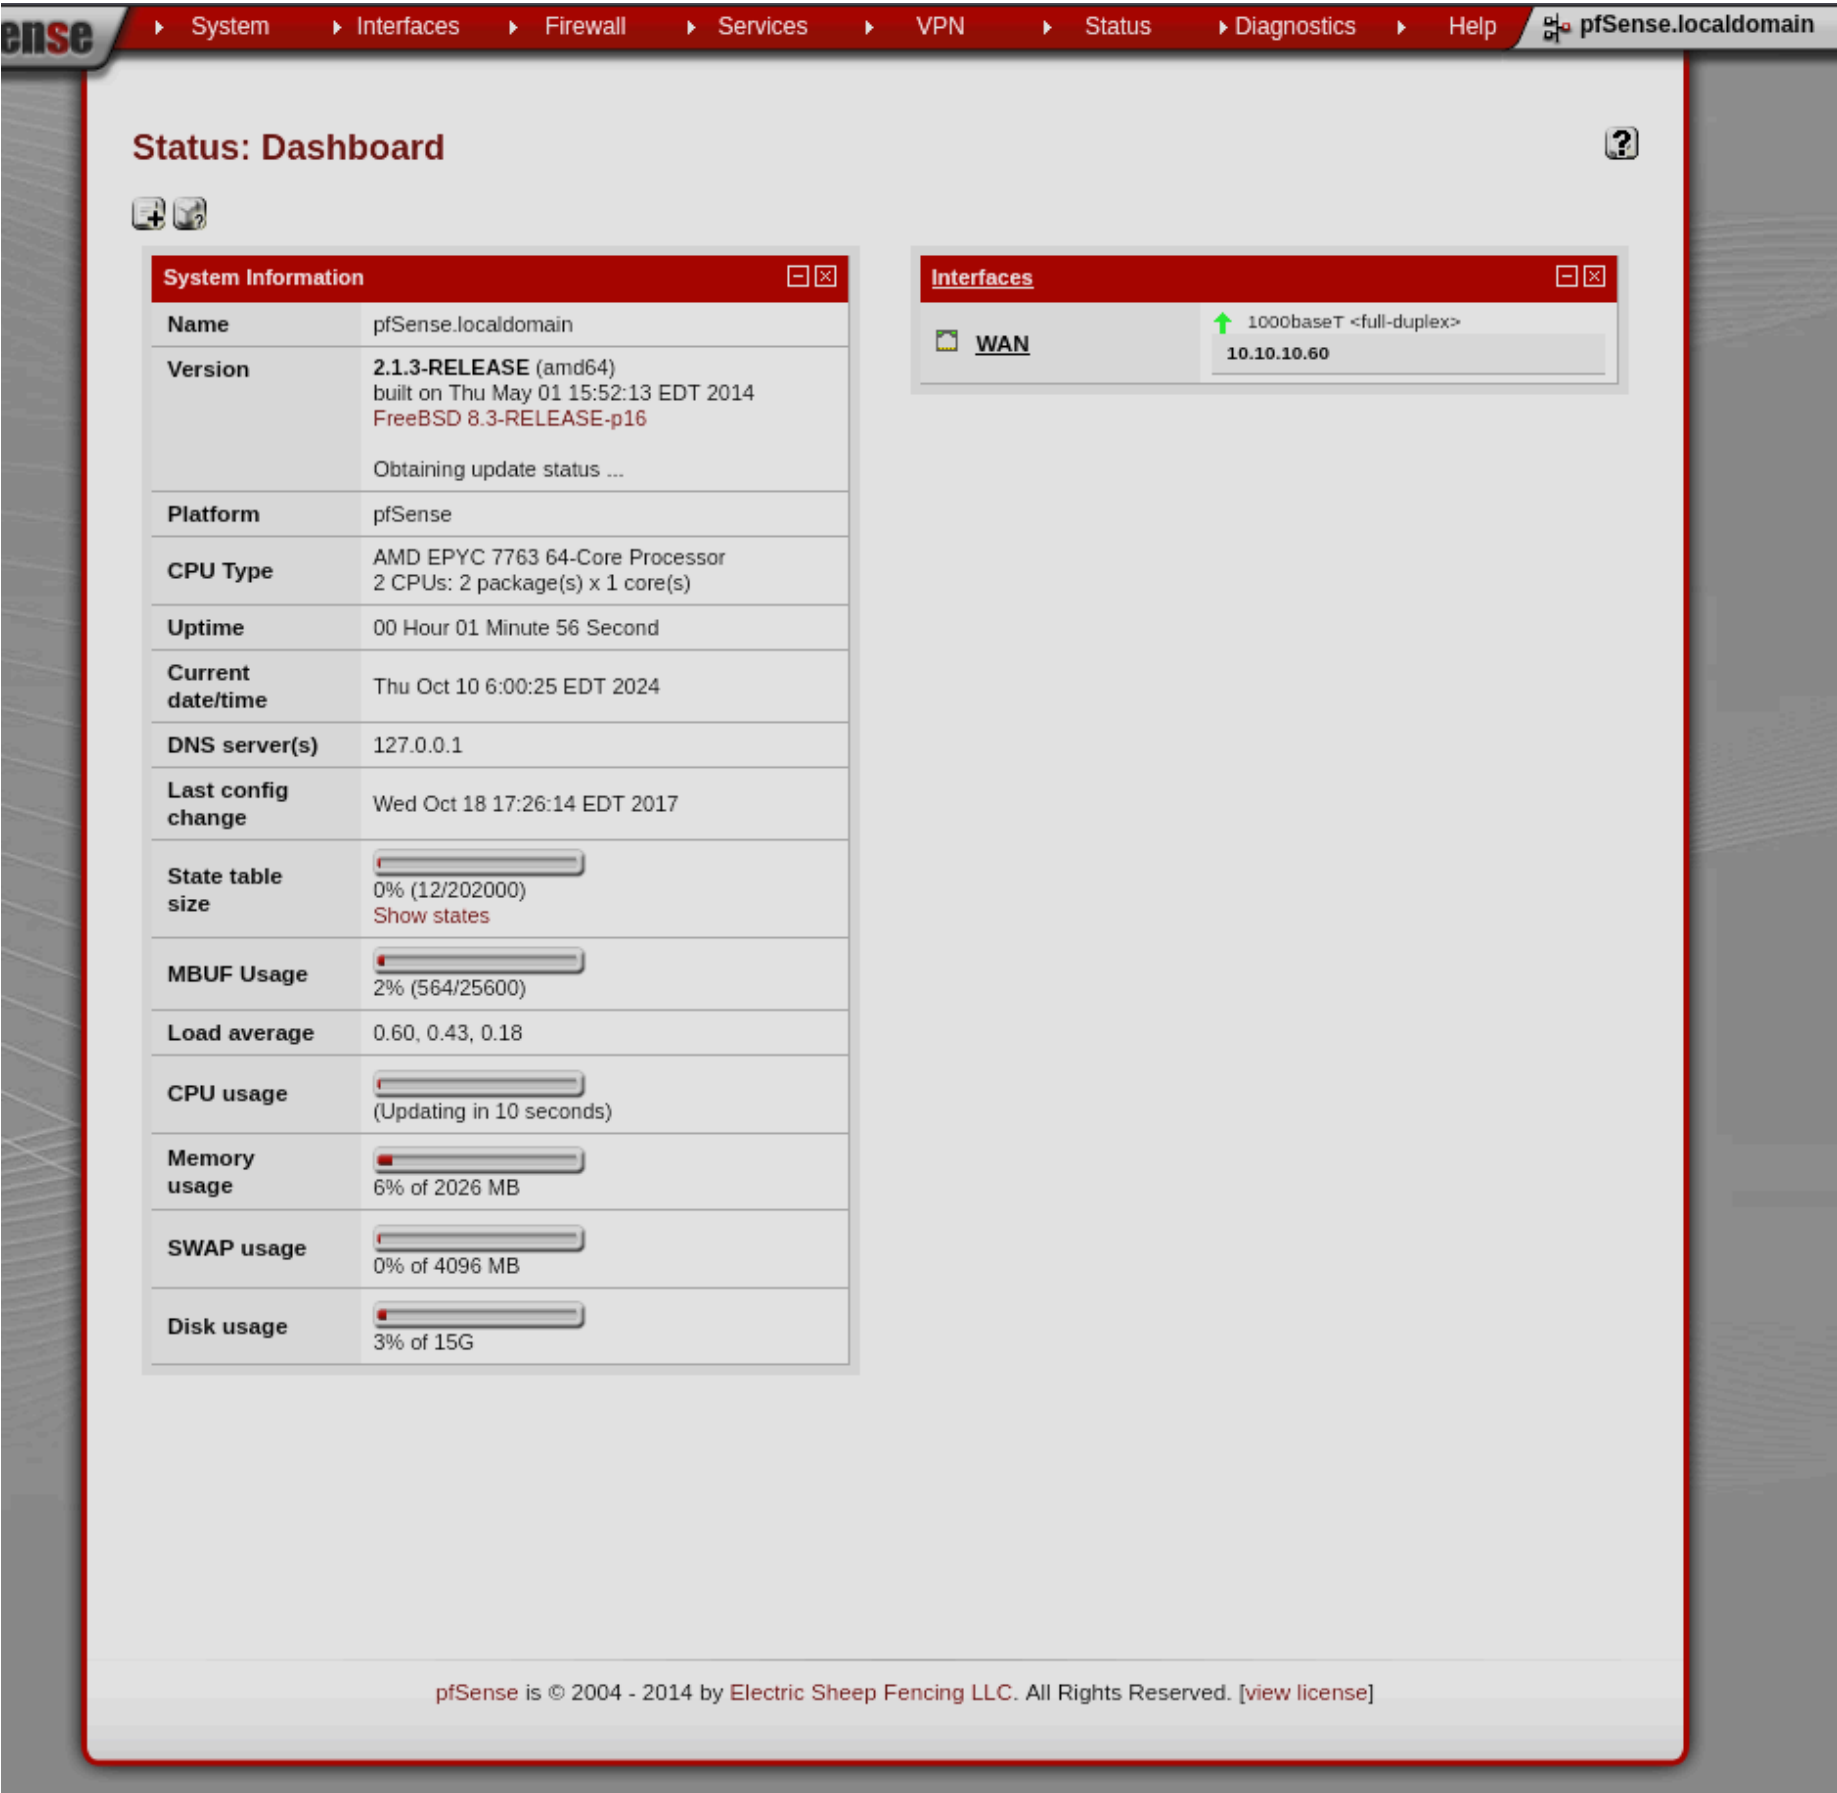 ense
System
Interfaces
Firewall
Services
VPN
Status
Diagnostics
Help
pfSense.localdomain
Status: Dashboard
System Information
Name pfSense.localdomain
Version 2.1.3-RELEASE (amd64)
built on Thu May 01 15:52:13 EDT 2014
FreeBSD 8.3-RELEASE-p16
Obtaining update status ...
Platform pfSense
CPU Type AMD EPYC 7763 64-Core Processor
2 CPUs: 2 package(s) x 1 core(s)
Uptime 00 Hour 01 Minute 56 Second
Current
date/time
Thu Oct 10 6:00:25 EDT 2024
DNS server(s) 127.0.0.1
Last config
change
Wed Oct 18 17:26:14 EDT 2017
State table
size
0% (12/202000)
Show states
MBUF Usage
2% (564/25600)
Load average 0.60, 0.43, 0.18
CPU usage
(Updating in 10 seconds)
Memory
usage
6% of 2026 MB
SWAP usage
0% of 4096 MB
Disk usage
3% of 15G
Interfaces
WAN
1000baseT <full-duplex>
10.10.10.60
pfSense is © 2004 - 2014 by Electric Sheep Fencing LLC. All Rights Reserved. [view license]